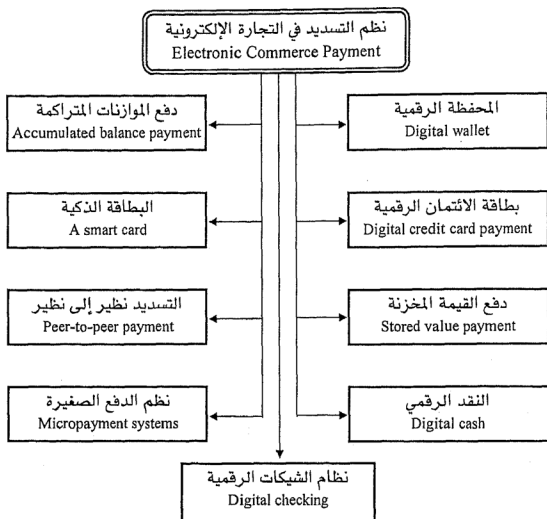 نظم التسديد في التجارة الإلكترونية
Electronic Commerce Payment
المحفظة الرقمية
Digital wallet
دفع الموازنات المتراكمة
Accumulated balance payment
بطاقة الائتمان الرقمية
Digital credit card payment
البطاقة الذكية
A smart card
دفع القيمة المخزنة
Stored value payment
التسديد نظير إلى نظير
Peer-to-peer payment
النقد الرقمي
Digital cash
نظم الدفع الصغيرة
Micropayment systems
نظام الشيكات الرقمية
Digital checking